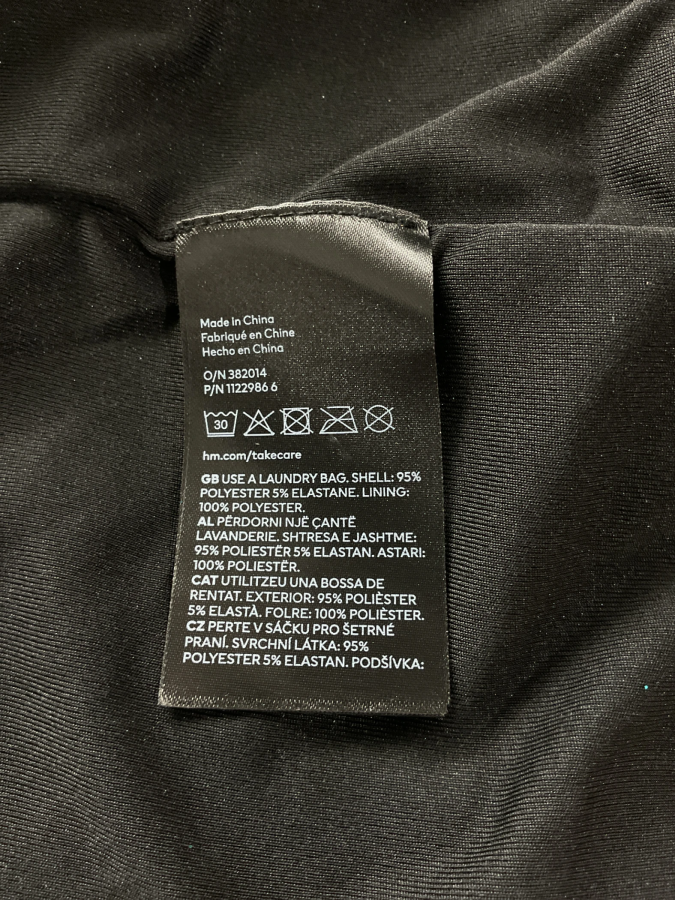 Made in China
Fabriqué en Chine
Hecho en China
O/N 382014
P/N 1122986 6
30
hm.com/takecare
GB USE A LAUNDRY BAG. SHELL: 95%
POLYESTER 5% ELASTANE. LINING:
100% POLYESTER.
AL PËRDORNI NJË ÇANTË
LAVANDERIE. SHTRESA E JASHTME:
95% POLIESTËR 5% ELASTAN. ASTARI:
100% POLIESTËR.
CAT UTILITZEU UNA BOSSA DE
RENTAT. EXTERIOR: 95% POLIÈSTER
5% ELASTÀ. FOLRE: 100% POLIÈSTER.
CZ PERTE V SÁČKU PRO ŠETRNÉ
PRANÍ. SVRCHNÍ LÁTKA: 95%
POLYESTER 5% ELASTAN. PODŠÍVKA: